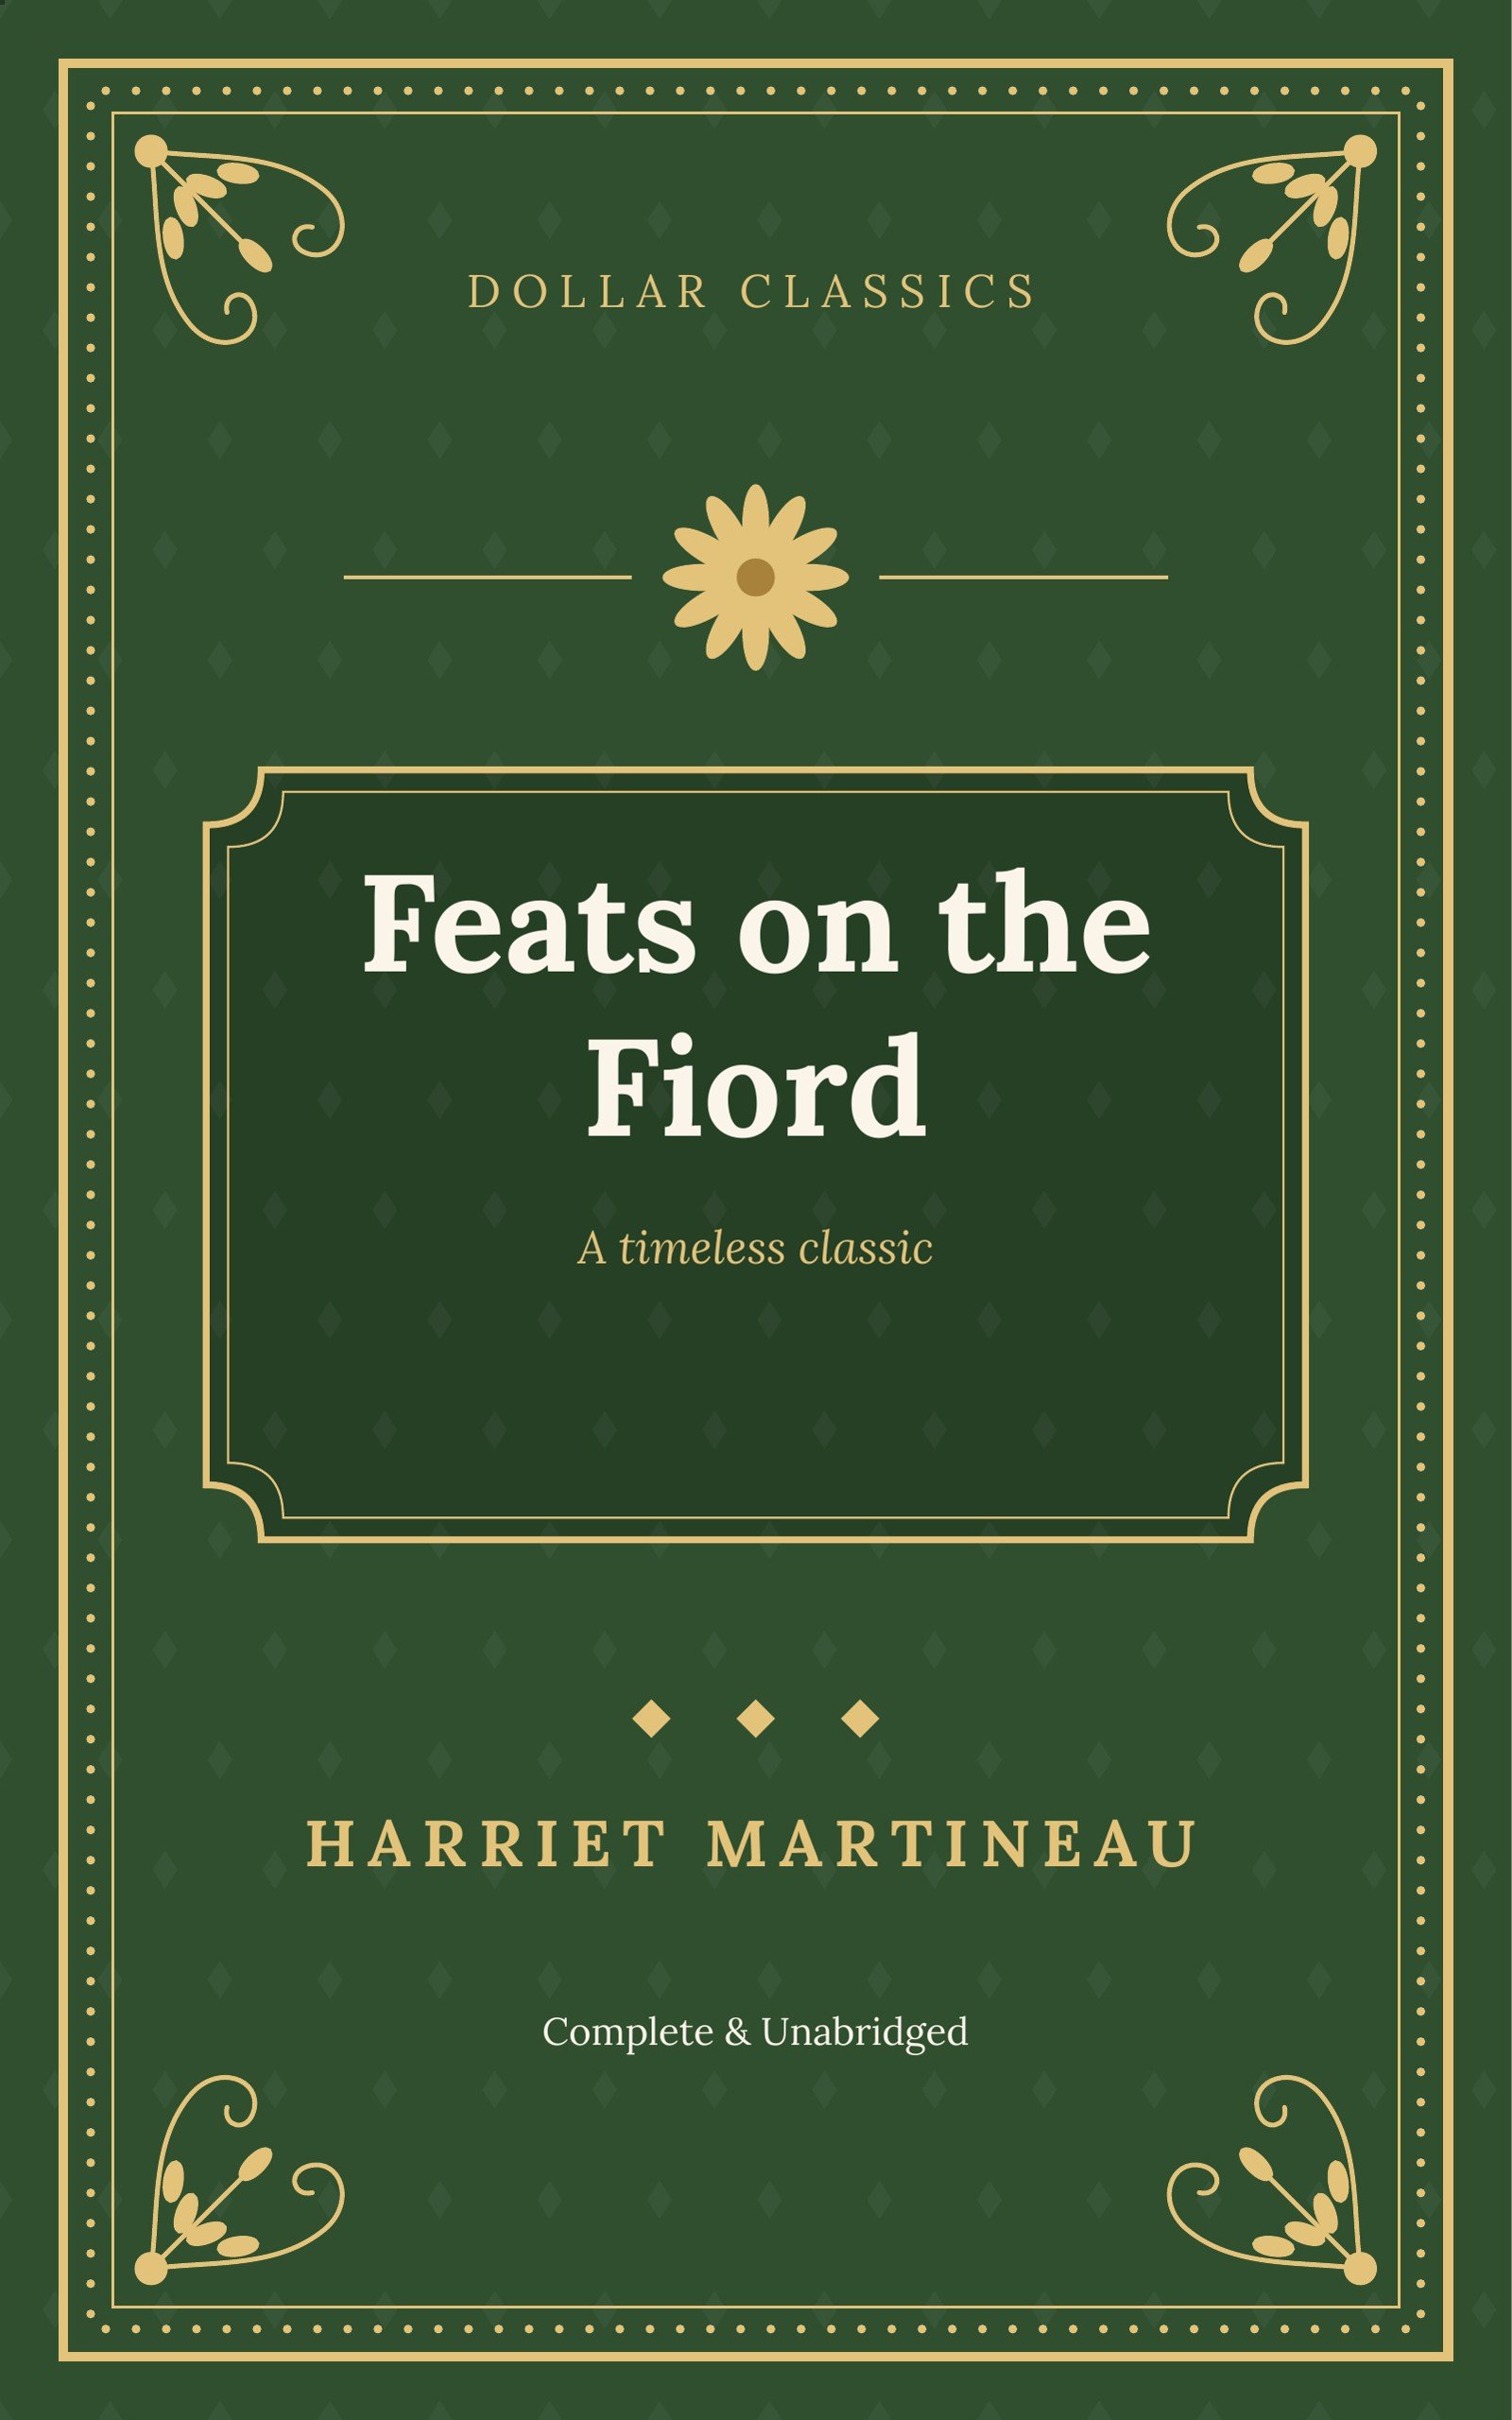 DOLLAR CLASSICS
Feats on the
Fiord
A timeless classic
HARRIET MARTINEAU
Complete & Unabridged